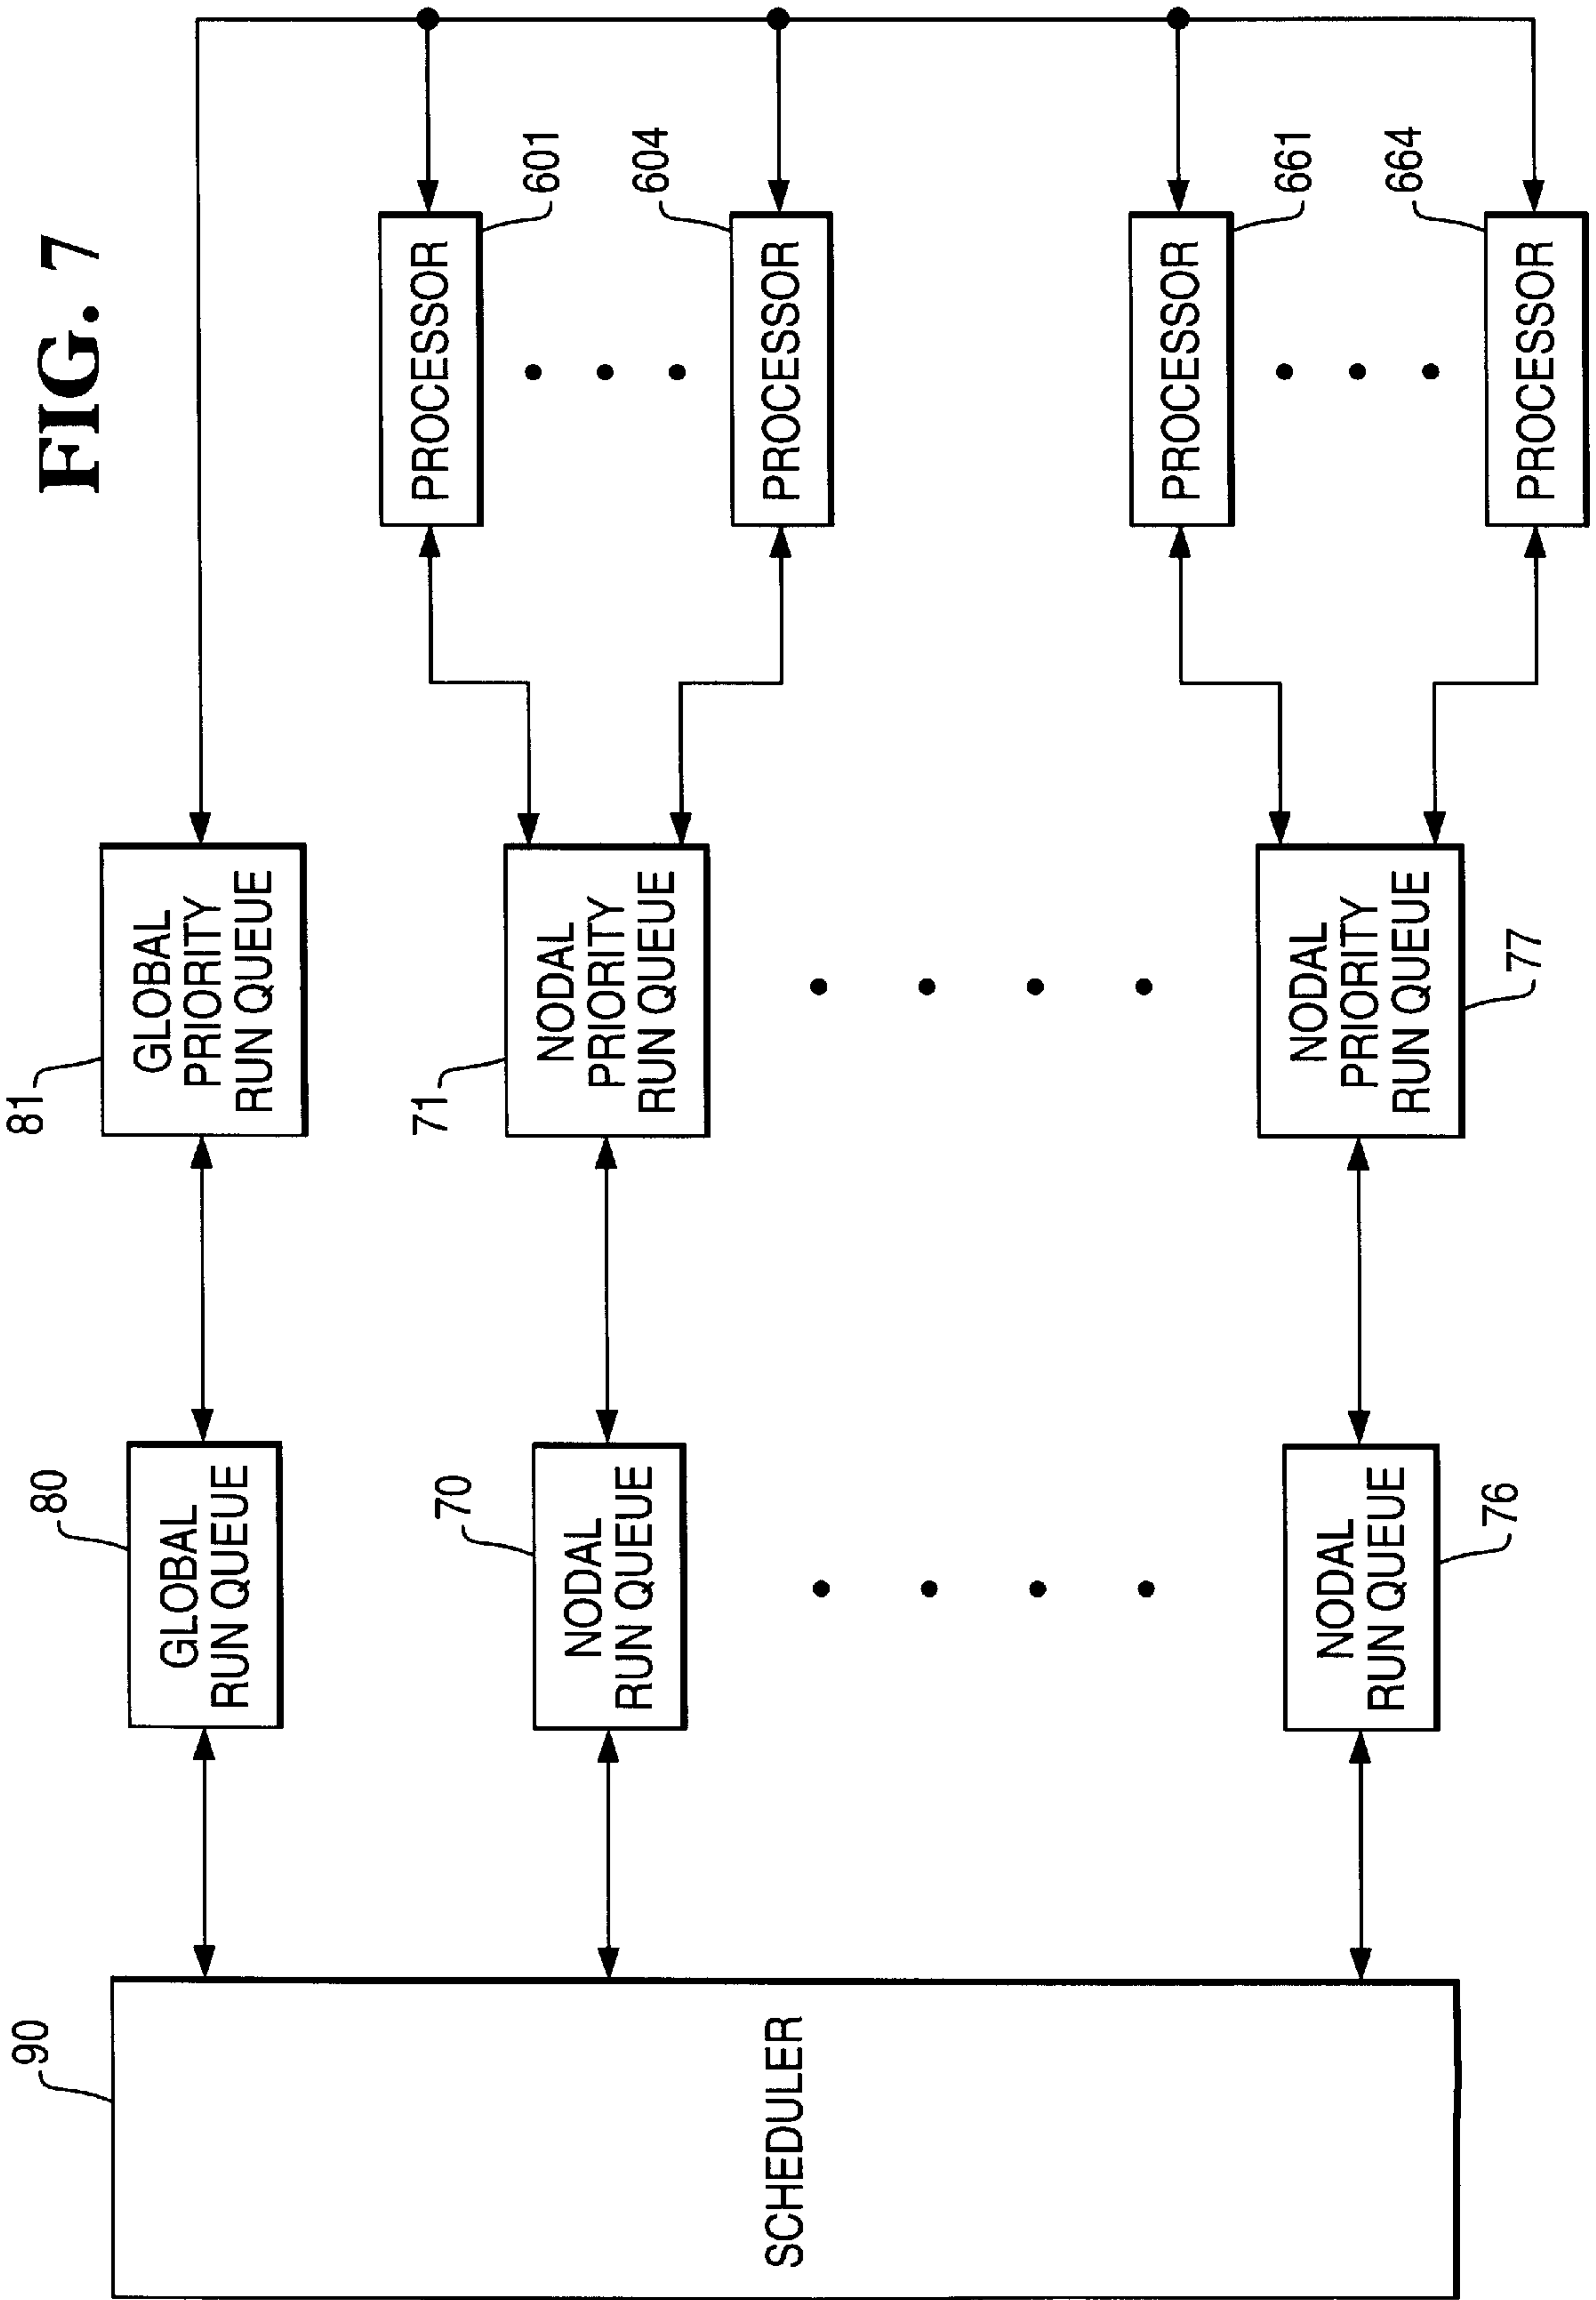 FIG. 7
90
SCHEDULER
80
GLOBAL
RUN QUEUE
81
GLOBAL
PRIORITY
RUN QUEUE
70
NODAL
RUN QUEUE
71
NODAL
PRIORITY
RUN QUEUE
PROCESSOR
601
PROCESSOR
604
NODAL
RUN QUEUE
76
NODAL
PRIORITY
RUN QUEUE
77
PROCESSOR
661
PROCESSOR
664